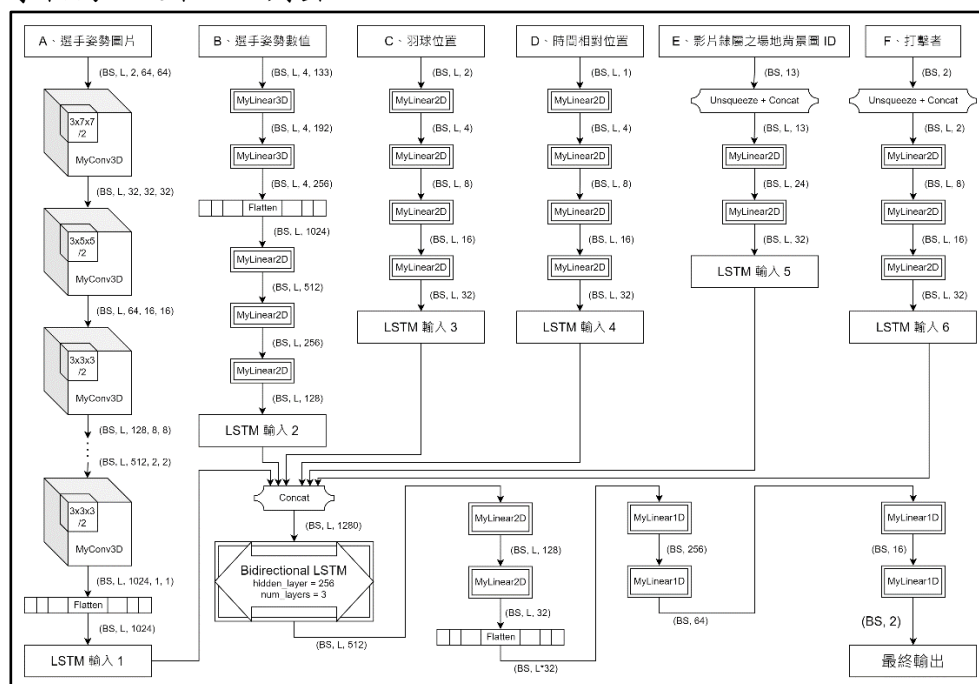 A、選手姿勢圖片
(BS, L, 2, 64, 64)
3x7x7
/2
MyConv3D
(BS, L, 32, 32, 32)
3x5x5
/2
MyConv3D
(BS, L, 64, 16, 16)
3x3x3
/2
MyConv3D
(BS, L, 128, 8, 8)
(BS, L, 512, 2, 2)
3x3x3
/2
MyConv3D
(BS, L, 1024, 1, 1)
Flatten
(BS, L, 1024)
LSTM 輸入 1
B、選手姿勢數值
(BS, L, 4, 133)
MyLinear3D
(BS, L, 4, 192)
MyLinear3D
(BS, L, 4, 256)
Flatten
(BS, L, 1024)
MyLinear2D
(BS, L, 512)
MyLinear2D
(BS, L, 256)
MyLinear2D
(BS, L, 128)
LSTM 輸入 2
C、羽球位置
(BS, L, 2)
MyLinear2D
(BS, L, 4)
MyLinear2D
(BS, L, 8)
MyLinear2D
(BS, L, 16)
MyLinear2D
(BS, L, 32)
LSTM 輸入 3
D、時間相對位置
(BS, L, 1)
MyLinear2D
(BS, L, 4)
MyLinear2D
(BS, L, 8)
MyLinear2D
(BS, L, 16)
MyLinear2D
(BS, L, 32)
LSTM 輸入 4
E、影片隸屬之場地背景圖 ID
(BS, 13)
Unsqueeze + Concat
(BS, L, 13)
MyLinear2D
(BS, L, 24)
MyLinear2D
(BS, L, 32)
LSTM 輸入 5
F、打擊者
(BS, 2)
Unsqueeze + Concat
(BS, L, 2)
MyLinear2D
(BS, L, 8)
MyLinear2D
(BS, L, 16)
MyLinear2D
(BS, L, 32)
LSTM 輸入 6
Concat
(BS, L, 1280)
Bidirectional LSTM
hidden_layer = 256
num_layers = 3
(BS, L, 512)
MyLinear2D
(BS, L, 128)
MyLinear2D
(BS, L, 32)
Flatten
(BS, L*32)
MyLinear1D
(BS, 256)
MyLinear1D
(BS, 64)
MyLinear1D
(BS, 16)
MyLinear1D
(BS, 2)
最終輸出